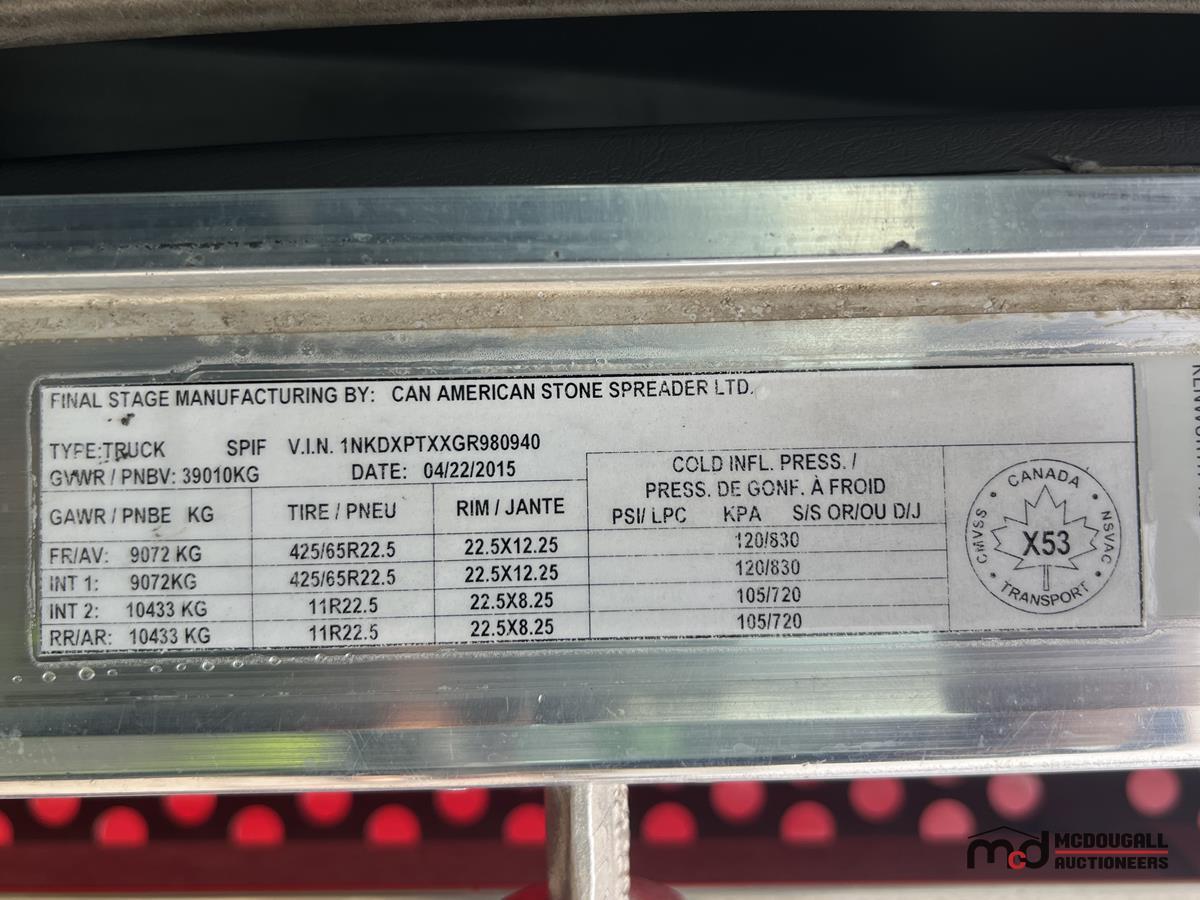 FINAL STAGE MANUFACTURING BY: CAN AMERICAN STONE SPREADER LTD.
TYPE:TRUCK SPIF V.I.N. 1NKDXPTXXGR980940
GVWR / PNBV: 39010KG DATE: 04/22/2015
COLD INFL. PRESS. /
PRESS. DE GONF. À FROID
GAWR / PNBE KG TIRE / PNEU RIM / JANTE PSI/ LPC KPA S/S OR/OU D/J
FR/AV: 9072 KG 425/65R22.5 22.5X12.25 120/830
INT 1: 9072KG 425/65R22.5 22.5X12.25 120/830
INT 2: 10433 KG 11R22.5 22.5X8.25 105/720
RR/AR: 10433 KG 11R22.5 22.5X8.25 105/720
CANADA
CMVSS NSVAC
X53
TRANSPORT
mcd MCDOUGALL
AUCTIONEERS